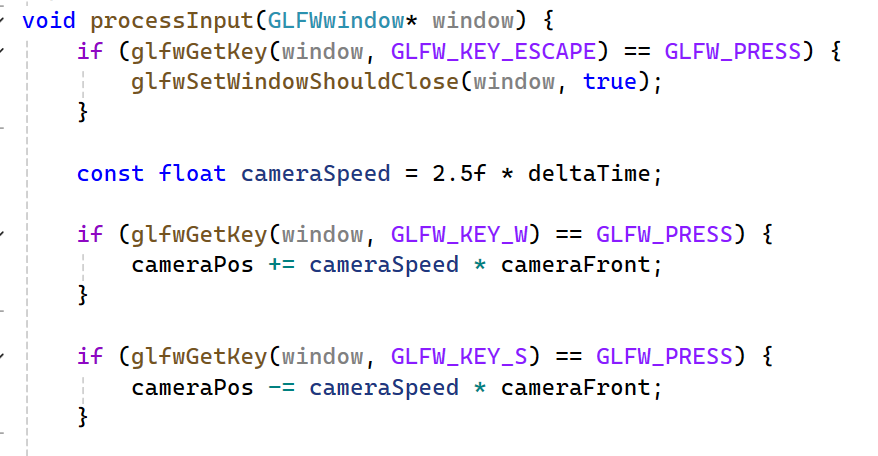 void processInput(GLFWwindow* window) {
if (glfwGetKey(window, GLFW_KEY_ESCAPE) == GLFW_PRESS) {
glfwSetWindowShouldClose(window, true);
}
const float cameraSpeed = 2.5f * deltaTime;
if (glfwGetKey(window, GLFW_KEY_W) == GLFW_PRESS) {
cameraPos += cameraSpeed * cameraFront;
}
if (glfwGetKey(window, GLFW_KEY_S) == GLFW_PRESS) {
cameraPos -= cameraSpeed * cameraFront;
}